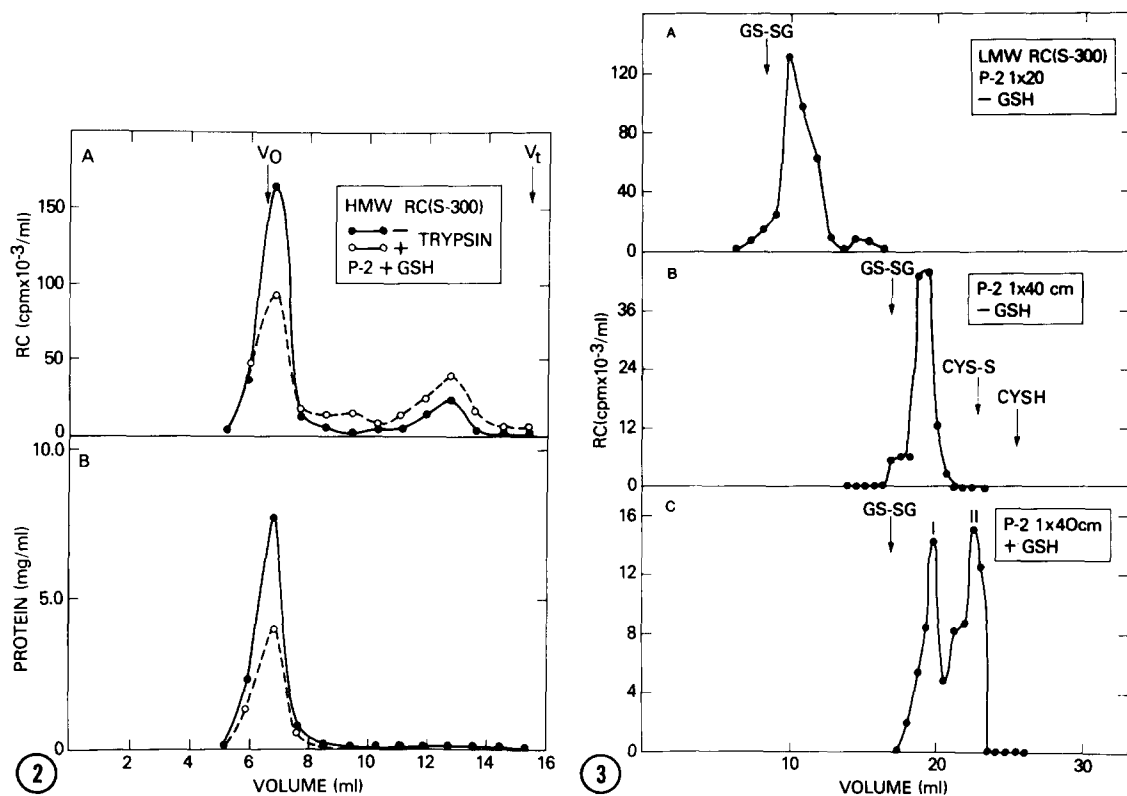 A
V₀
Vt
HMW RC(S-300)
●—● −
○--○ + TRYPSIN
P-2 + GSH
RC (cpmx10⁻³/ml)
150
100
50
0
B
PROTEIN (mg/ml)
10.0
5.0
0.0
2 4 6 8 10 12 14 16
VOLUME (ml)
2
A
GS-SG
LMW RC(S-300)
P-2 1x20
− GSH
120
80
40
0
B
GS-SG
P-2 1x40 cm
− GSH
CYS-S
CYSH
RC(cpmx10⁻³/ml)
36
24
12
0
C
GS-SG
I
II
P-2 1x40cm
+ GSH
16
12
8
4
0
10 20 30
VOLUME (ml)
3